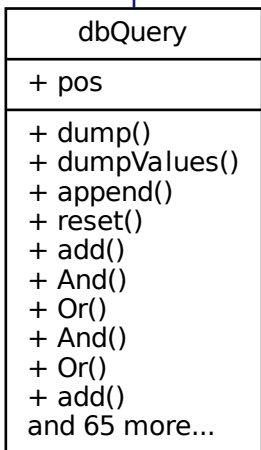 dbQuery
+ pos
+ dump()
+ dumpValues()
+ append()
+ reset()
+ add()
+ And()
+ Or()
+ And()
+ Or()
+ add()
and 65 more...